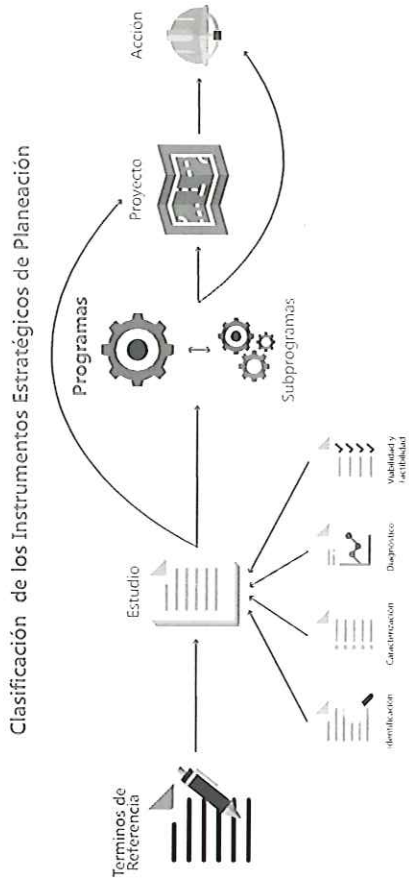 Clasificación de los Instrumentos Estratégicos de Planeación
Terminos de
Referencia
Estudio
Programas
Subprogramas
Proyecto
Acción
Identificación
Caracterización
Diagnóstico
Viabilidad y
Factibilidad